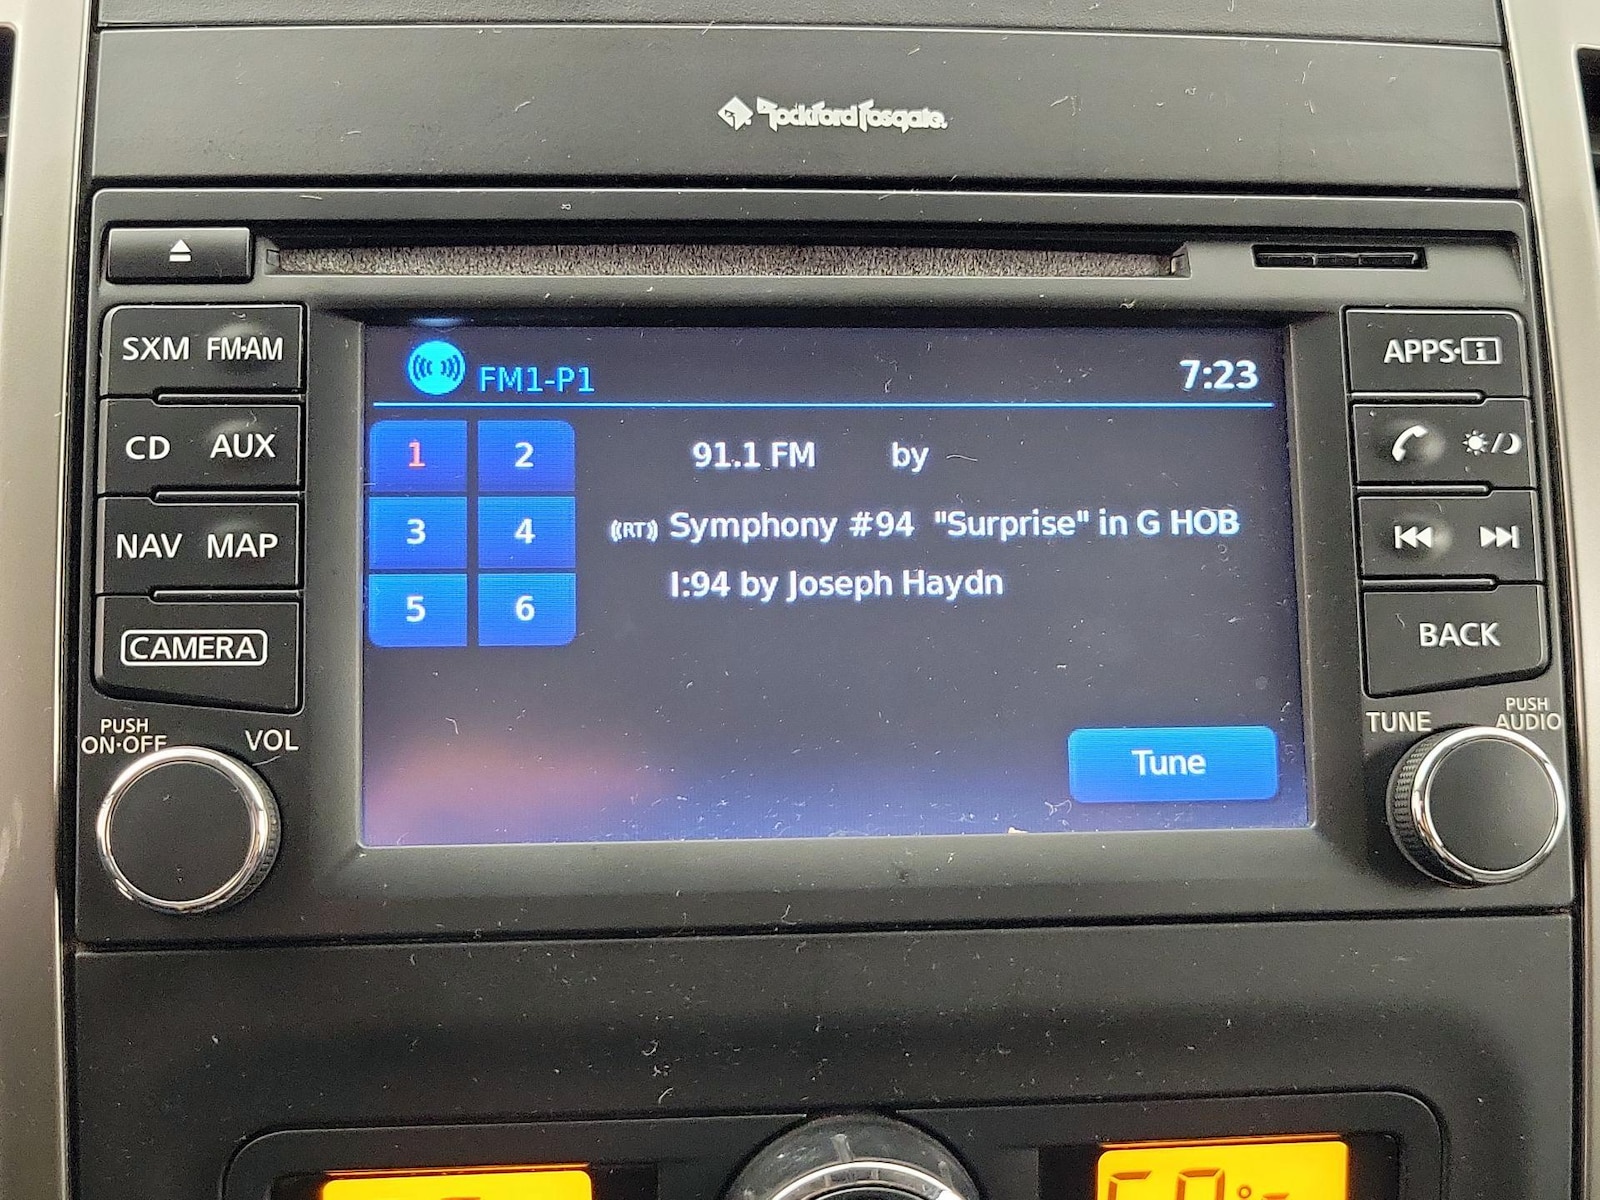 Rockford Fosgate
SXM FM·AM
CD AUX
NAV MAP
CAMERA
PUSH
ON·OFF
VOL
FM1-P1
7:23
1 2
3 4
5 6
91.1 FM by
((RT)) Symphony #94 "Surprise" in G HOB
I:94 by Joseph Haydn
Tune
APPS·i
BACK
TUNE
PUSH
AUDIO